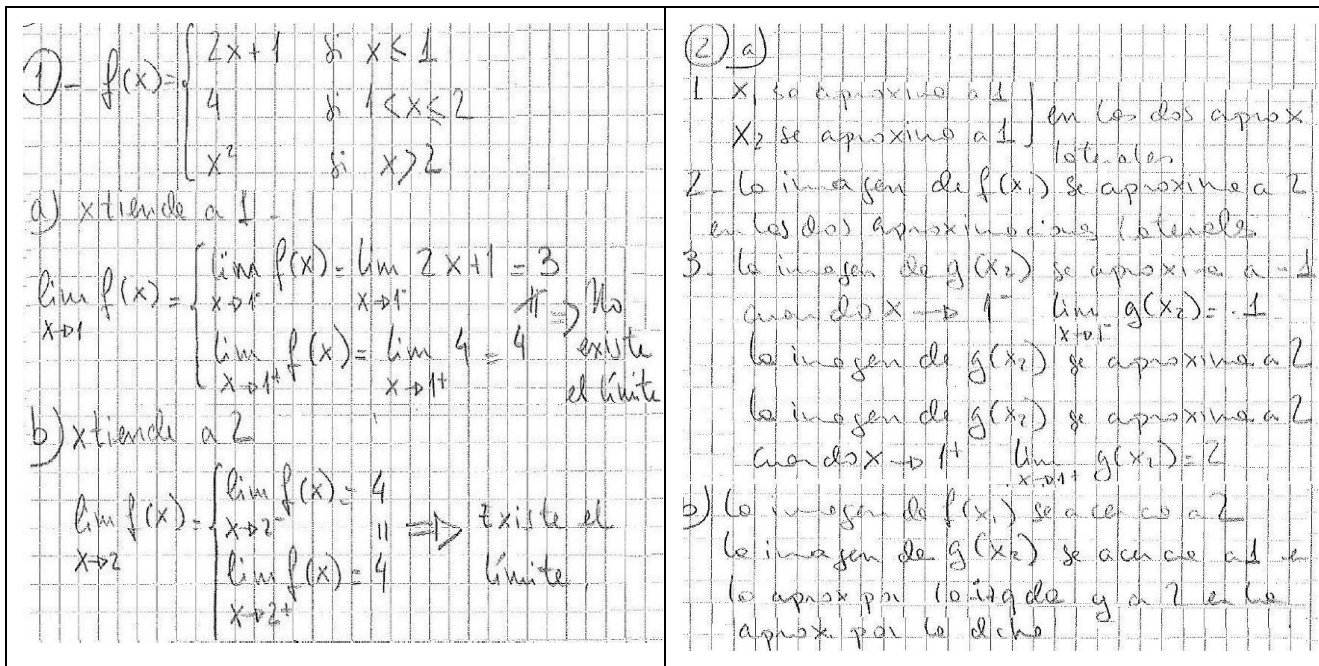 1- f(x)= { 2x+1 si x ≤ 1
4 si 1<x≤2
x² si x>2
a) x tiende a 1-
lim x→1 f(x) = { lim x→1⁻ f(x) = lim x→1⁻ 2x+1 = 3
≠ ⇒ No existe el límite
lim x→1⁺ f(x) = lim x→1⁺ 4 = 4
b) x tiende a 2
lim x→2 f(x) = { lim x→2⁻ f(x) = 4
|| ⇒ Existe el límite.
lim x→2⁺ f(x) = 4
2) a)
1 x₁ se aproxima a 1
x₂ se aproxima a 1 } en las dos aprox laterales
2- La imagen de f(x₁) se aproxima a 2
en las dos aproximaciones laterales
3- La imagen de g(x₂) se aproxima a -1
cuando x → 1⁻ lim x→1⁻ g(x₂) = -1
la imagen de g(x₂) se aproxima a 2
la imagen de g(x₂) se aproxima a 2
cuando x → 1⁺ lim x→1⁺ g(x₂) = 2
b) La imagen de f(x₁) se acerca a 2
la imagen de g(x₂) se acerca a 1 en
la aprox por la izqda y a 2 en la
aprox. por la dcha